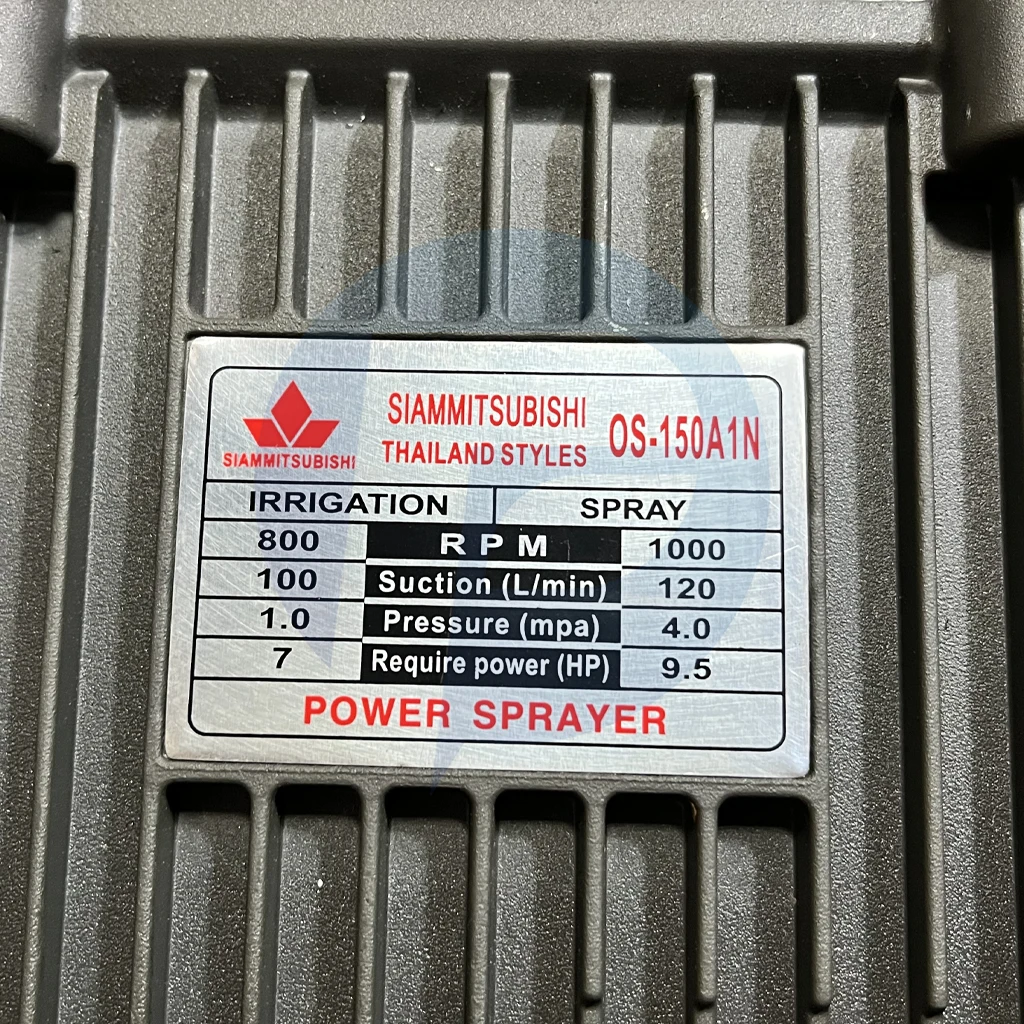 SIAMMITSUBISHI
SIAMMITSUBISHI
THAILAND STYLES
OS-150A1N
IRRIGATION SPRAY
800 RPM 1000
100 Suction (L/min) 120
1.0 Pressure (mpa) 4.0
7 Require power (HP) 9.5
POWER SPRAYER